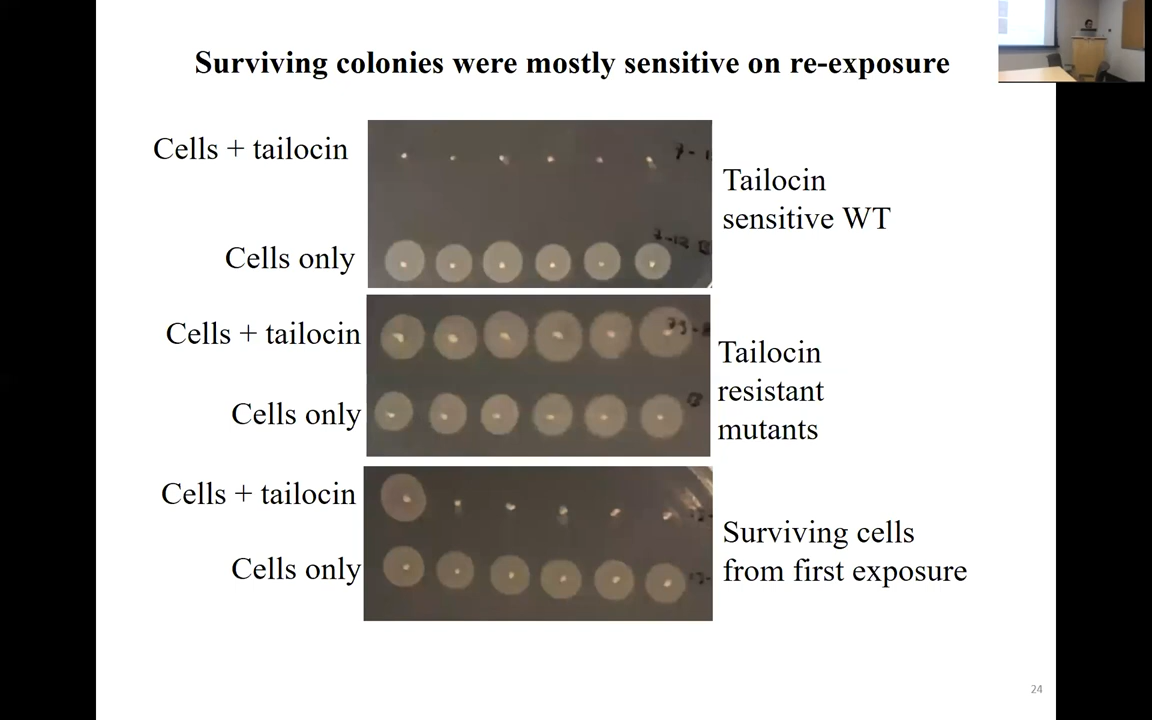 Surviving colonies were mostly sensitive on re-exposure
Cells + tailocin
Tailocin
sensitive WT
Cells only
Cells + tailocin
Tailocin
resistant
mutants
Cells only
Cells + tailocin
Surviving cells
from first exposure
Cells only
24